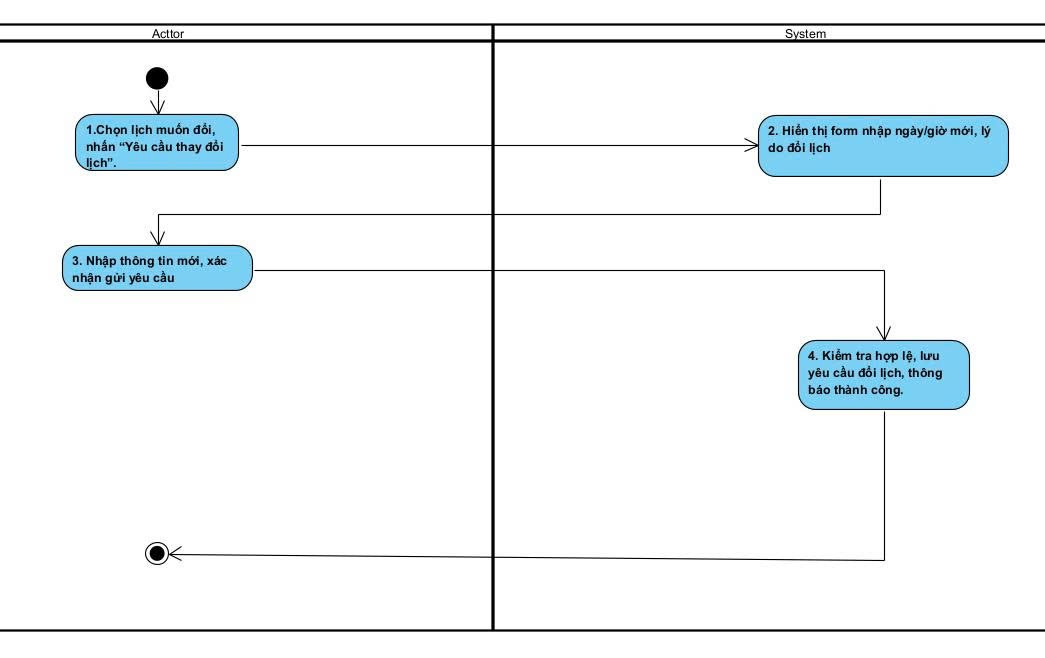 Acttor
System
1.Chọn lịch muốn đổi,
nhấn “Yêu cầu thay đổi
lịch”.
2. Hiển thị form nhập ngày/giờ mới, lý
do đổi lịch
3. Nhập thông tin mới, xác
nhận gửi yêu cầu
4. Kiểm tra hợp lệ, lưu
yêu cầu đổi lịch, thông
báo thành công.